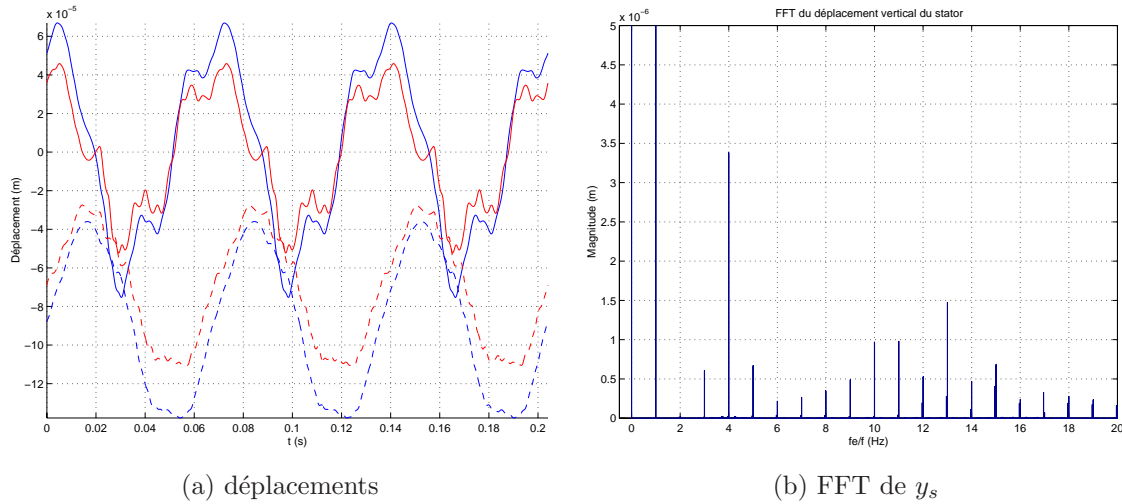 x 10^-5
6
4
2
0
−2
−4
−6
−8
−10
−12
Déplacement (m)
0 0.02 0.04 0.06 0.08 0.1 0.12 0.14 0.16 0.18 0.2
t (s)
(a) déplacements
FFT du déplacement vertical du stator
x 10^-6
5
4.5
4
3.5
3
2.5
2
1.5
1
0.5
0
Magnitude (m)
0 2 4 6 8 10 12 14 16 18 20
fe/f (Hz)
(b) FFT de y_s